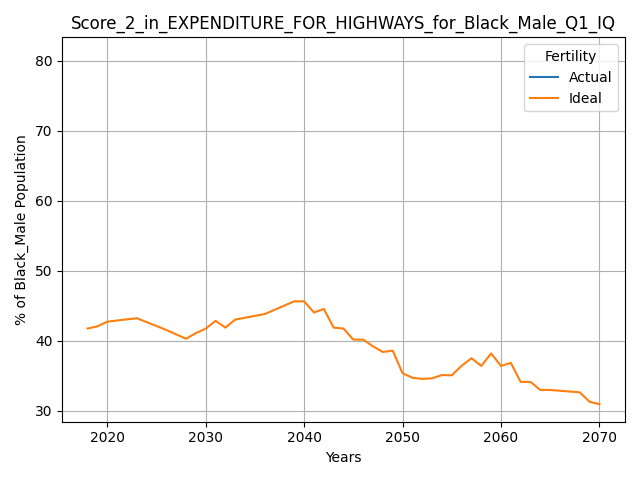 Score_2_in_EXPENDITURE_FOR_HIGHWAYS_for_Black_Male_Q1_IQ
Fertility
Actual
Ideal
% of Black_Male Population
80
70
60
50
40
30
2020 2030 2040 2050 2060 2070
Years